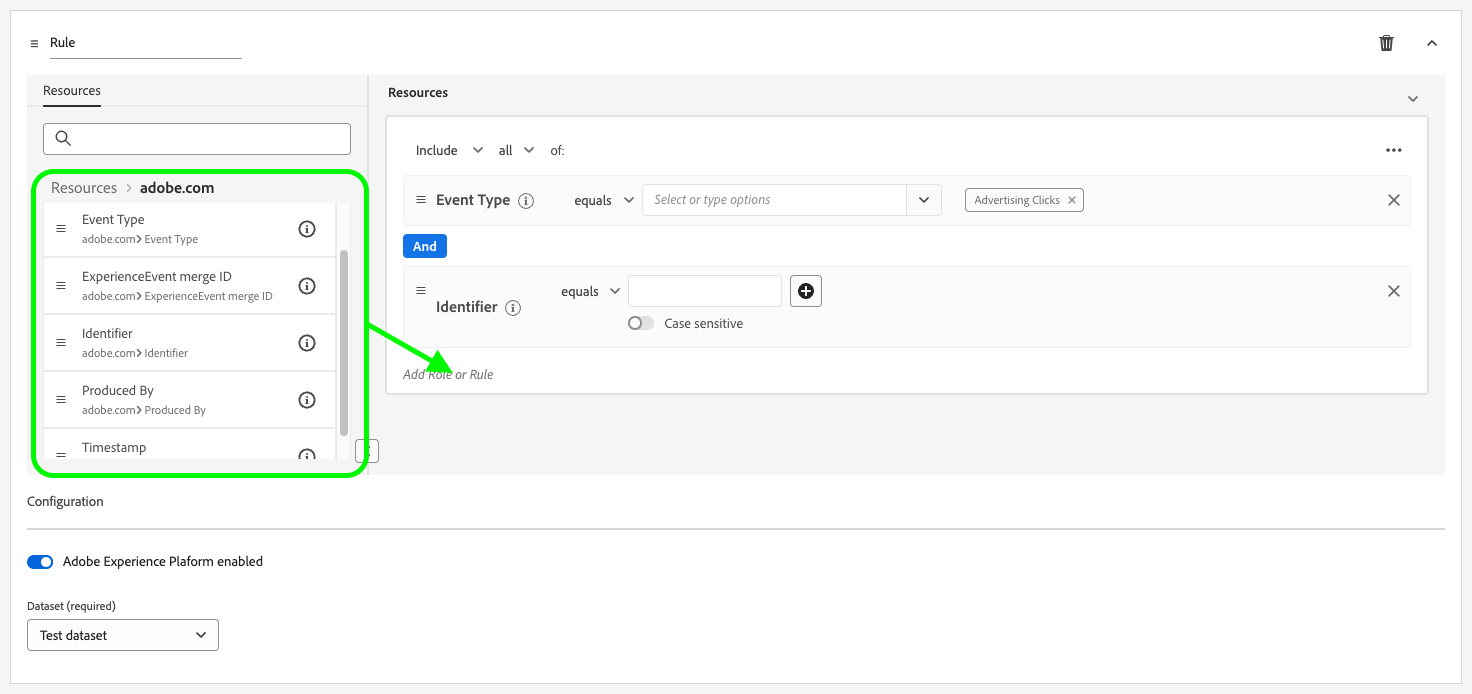 Rule
Resources
Resources > adobe.com
Event Type
adobe.com> Event Type
ExperienceEvent merge ID
adobe.com> ExperienceEvent merge ID
Identifier
adobe.com> Identifier
Produced By
adobe.com> Produced By
Timestamp
Resources
Include all of:
Event Type equals Select or type options Advertising Clicks
And
Identifier equals
Case sensitive
Add Role or Rule
Configuration
Adobe Experience Plaform enabled
Dataset (required)
Test dataset